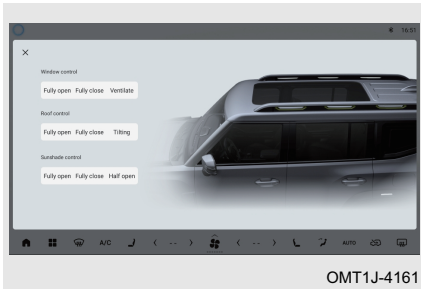 16:51
Window control
Fully open Fully close Ventilate
Roof control
Fully open Fully close Tilting
Sunshade control
Fully open Fully close Half open
A/C -- -- AUTO
OMT1J-4161